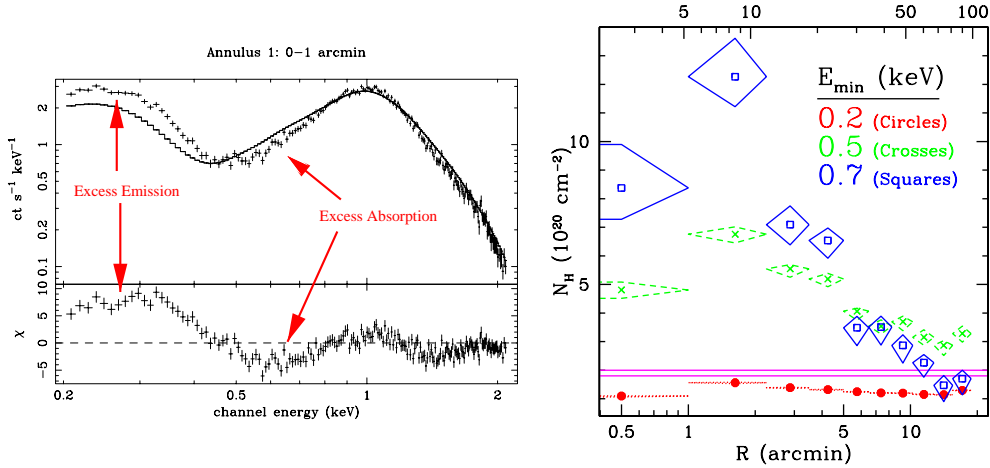 Annulus 1: 0−1 arcmin
ct s⁻¹ keV⁻¹
2
1
0.5
0.2
0.1
Excess Emission
Excess Absorption
χ
10
5
0
−5
0.2
0.5
1
2
channel energy (keV)
5
10
50
100
N_H (10²⁰ cm⁻²)
10
5
E_min (keV)
0.2 (Circles)
0.5 (Crosses)
0.7 (Squares)
0.5
1
5
10
R (arcmin)